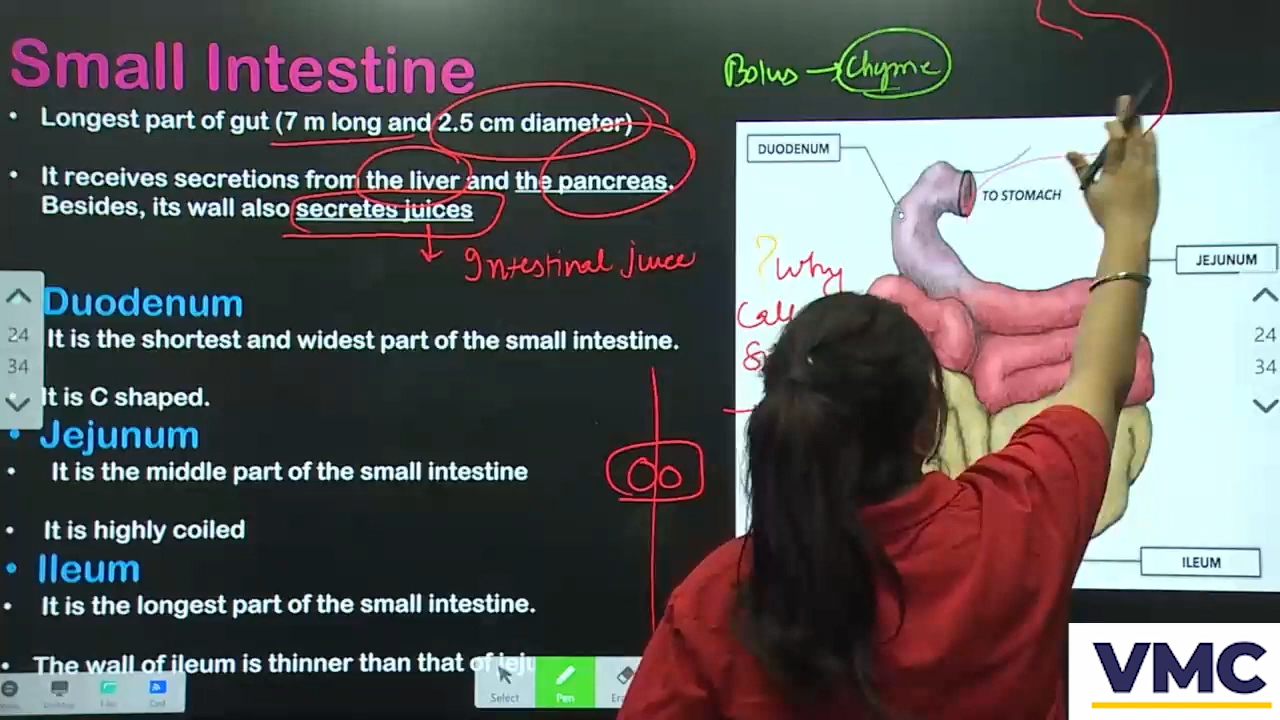 Small Intestine
• Longest part of gut (7 m long and 2.5 cm diameter)
• It receives secretions from the liver and the pancreas.
Besides, its wall also secretes juices
Intestinal juice
Duodenum
It is the shortest and widest part of the small intestine.
• It is C shaped.
• Jejunum
• It is the middle part of the small intestine
• It is highly coiled
• Ileum
• It is the longest part of the small intestine.
• The wall of ileum is thinner than that of
24
34
Bolus → Chyme
DUODENUM
TO STOMACH
JEJUNUM
? Why
ILEUM
24
34
Select
Pen
VMC